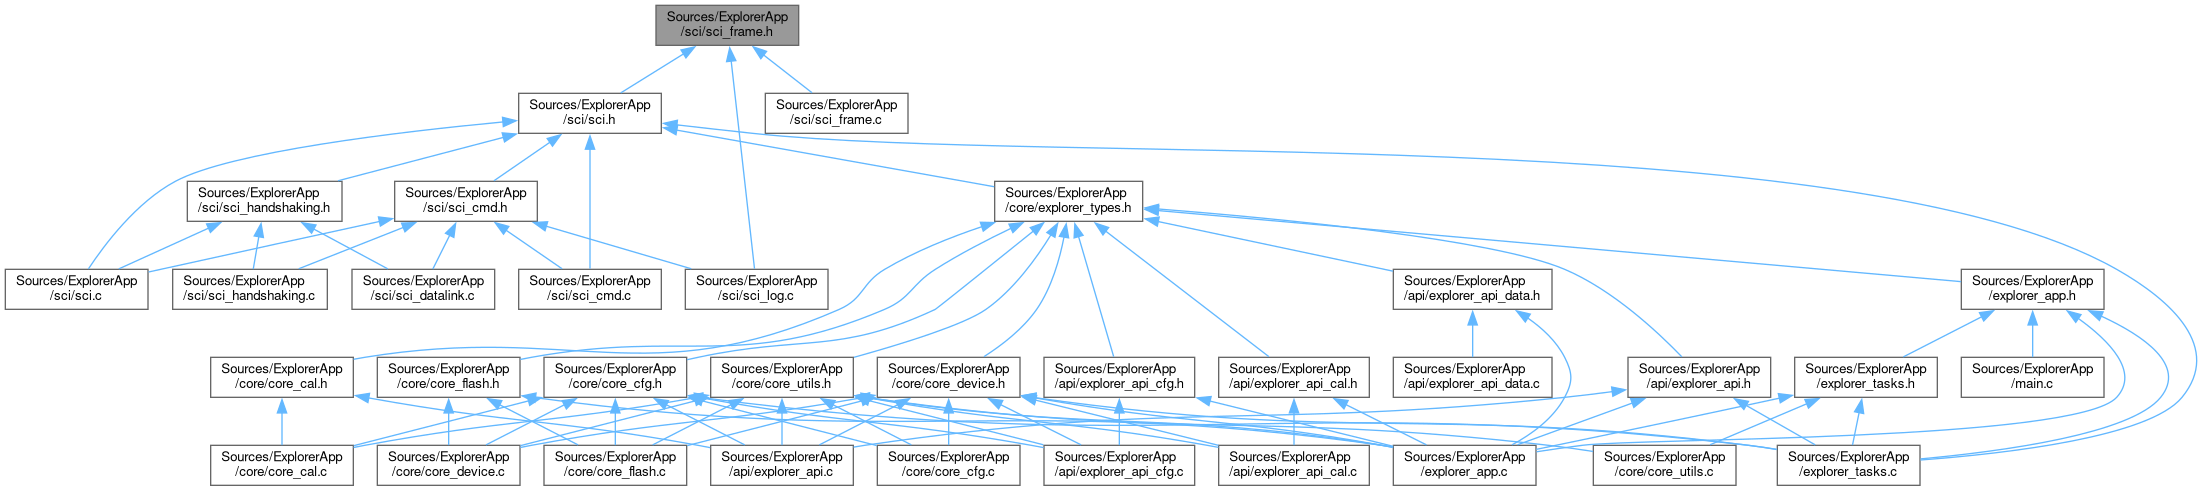 Sources/ExplorerApp
/sci/sci_frame.h
Sources/ExplorerApp
/sci/sci.h
Sources/ExplorerApp
/sci/sci_frame.c
Sources/ExplorerApp
/sci/sci_handshaking.h
Sources/ExplorerApp
/sci/sci_cmd.h
Sources/ExplorerApp
/core/explorer_types.h
Sources/ExplorerApp
/sci/sci.c
Sources/ExplorerApp
/sci/sci_handshaking.c
Sources/ExplorerApp
/sci/sci_datalink.c
Sources/ExplorerApp
/sci/sci_cmd.c
Sources/ExplorerApp
/sci/sci_log.c
Sources/ExplorerApp
/api/explorer_api_data.h
Sources/ExplorerApp
/explorer_app.h
Sources/ExplorerApp
/core/core_cal.h
Sources/ExplorerApp
/core/core_flash.h
Sources/ExplorerApp
/core/core_cfg.h
Sources/ExplorerApp
/core/core_utils.h
Sources/ExplorerApp
/core/core_device.h
Sources/ExplorerApp
/api/explorer_api_cfg.h
Sources/ExplorerApp
/api/explorer_api_cal.h
Sources/ExplorerApp
/api/explorer_api_data.c
Sources/ExplorerApp
/api/explorer_api.h
Sources/ExplorerApp
/explorer_tasks.h
Sources/ExplorerApp
/main.c
Sources/ExplorerApp
/core/core_cal.c
Sources/ExplorerApp
/core/core_device.c
Sources/ExplorerApp
/core/core_flash.c
Sources/ExplorerApp
/api/explorer_api.c
Sources/ExplorerApp
/core/core_cfg.c
Sources/ExplorerApp
/api/explorer_api_cfg.c
Sources/ExplorerApp
/api/explorer_api_cal.c
Sources/ExplorerApp
/explorer_app.c
Sources/ExplorerApp
/core/core_utils.c
Sources/ExplorerApp
/explorer_tasks.c